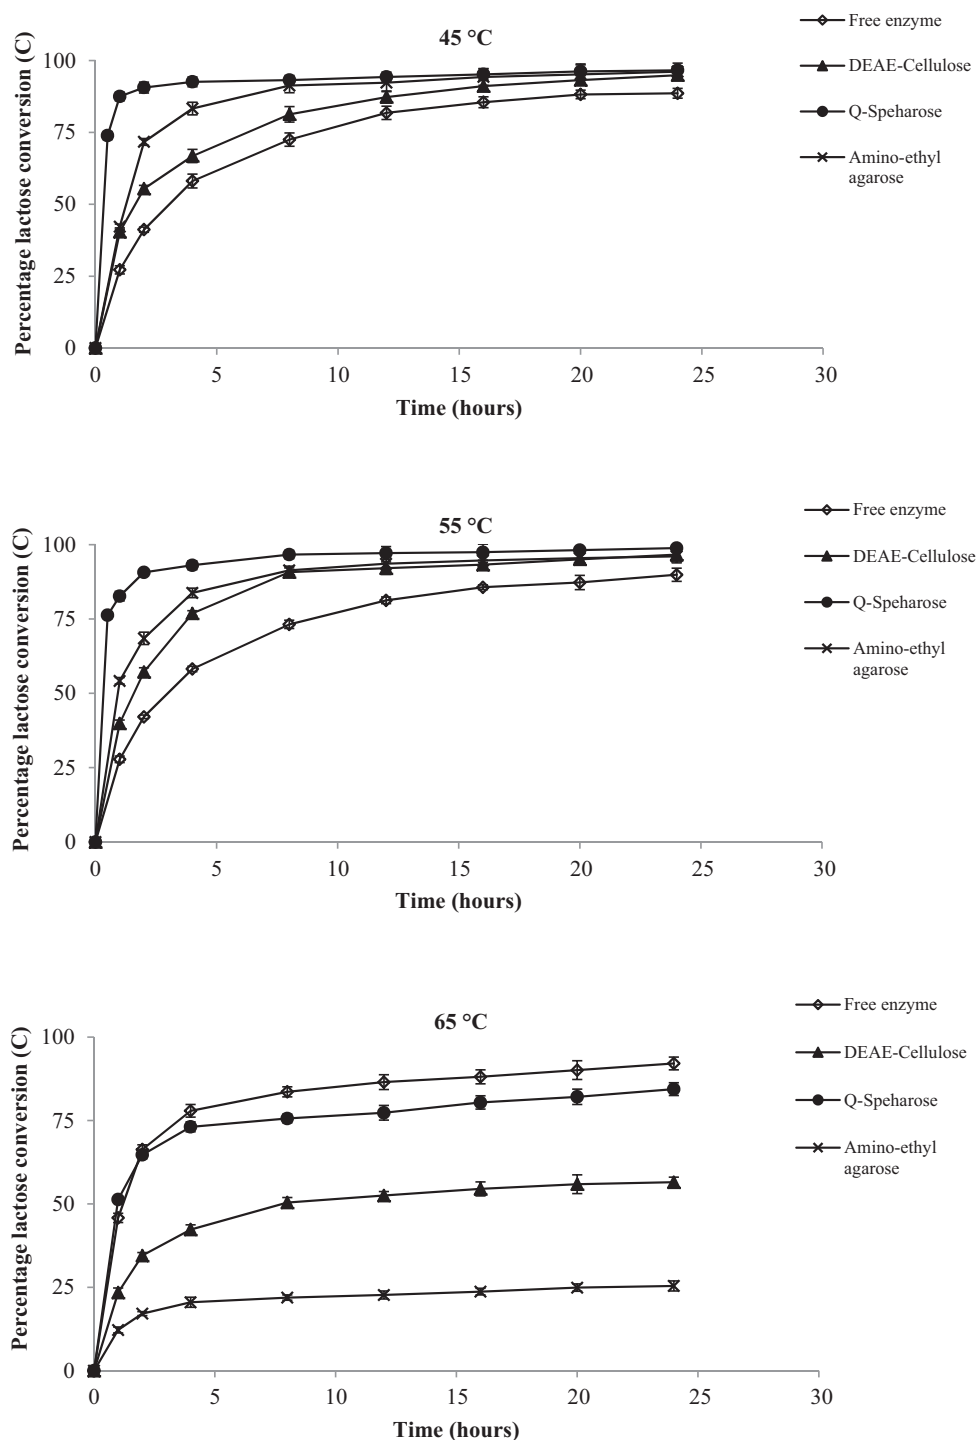 45 °C
Percentage lactose conversion (C)
100
75
50
25
0
0 5 10 15 20 25 30
Time (hours)
Free enzyme
DEAE-Cellulose
Q-Speharose
Amino-ethyl
agarose
55 °C
Percentage lactose conversion (C)
100
75
50
25
0
0 5 10 15 20 25 30
Time (hours)
Free enzyme
DEAE-Cellulose
Q-Speharose
Amino-ethyl
agarose
65 °C
Percentage lactose conversion (C)
100
75
50
25
0
0 5 10 15 20 25 30
Time (hours)
Free enzyme
DEAE-Cellulose
Q-Speharose
Amino-ethyl
agarose